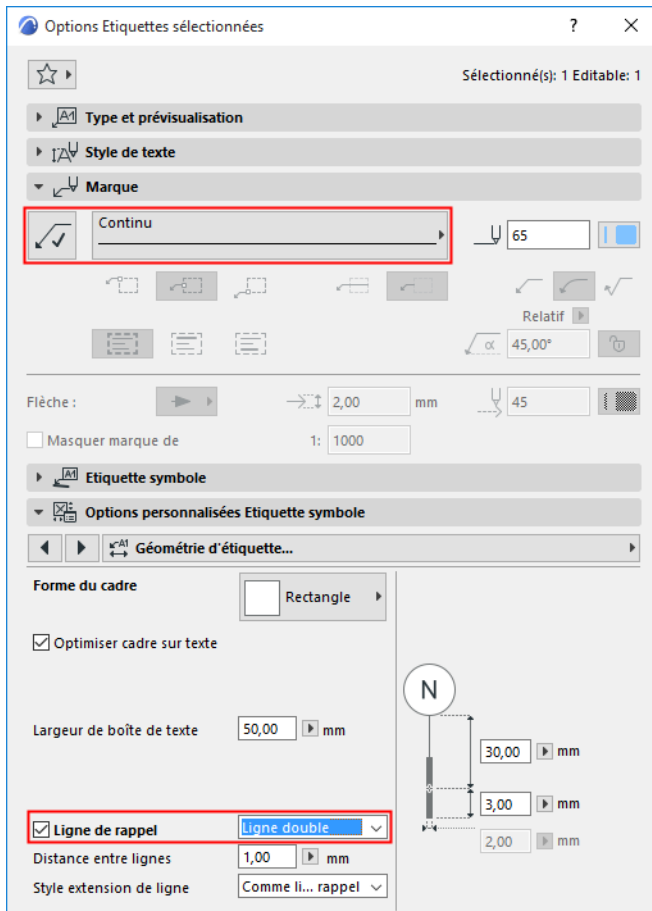 Options Etiquettes sélectionnées ? ×
Sélectionné(s): 1 Editable: 1
A1 Type et prévisualisation
A Style de texte
Marque
Continu
65
Relatif
α 45,00°
Flèche : 2,00 mm 45
Masquer marque de 1: 1000
A1 Etiquette symbole
Options personnalisées Etiquette symbole
A1 Géométrie d'étiquette...
Forme du cadre Rectangle
Optimiser cadre sur texte
N
Largeur de boîte de texte 50,00 mm
30,00 mm
3,00 mm
Ligne de rappel Ligne double
2,00 mm
Distance entre lignes 1,00 mm
Style extension de ligne Comme li... rappel